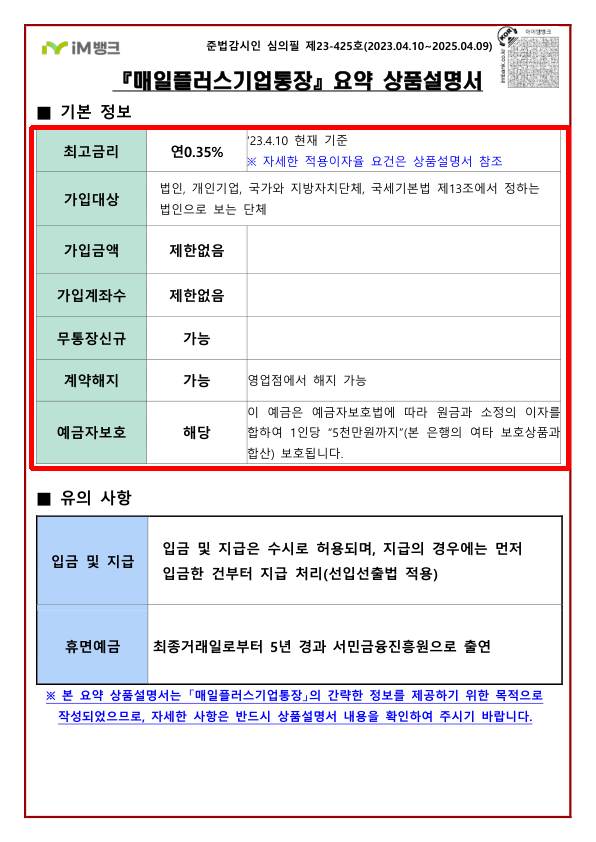 iM뱅크
준법감시인 심의필 제23-425호(2023.04.10~2025.04.09)
아이엠뱅크
imbank.co.kr
『매일플러스기업통장』 요약 상품설명서
■ 기본 정보
최고금리
연0.35%
'23.4.10 현재 기준
※ 자세한 적용이자율 요건은 상품설명서 참조
가입대상
법인, 개인기업, 국가와 지방자치단체, 국세기본법 제13조에서 정하는
법인으로 보는 단체
가입금액
제한없음
가입계좌수
제한없음
무통장신규
가능
계약해지
가능
영업점에서 해지 가능
예금자보호
해당
이 예금은 예금자보호법에 따라 원금과 소정의 이자를
합하여 1인당 "5천만원까지"(본 은행의 여타 보호상품과
합산) 보호됩니다.
■ 유의 사항
입금 및 지급
입금 및 지급은 수시로 허용되며, 지급의 경우에는 먼저
입금한 건부터 지급 처리(선입선출법 적용)
휴면예금
최종거래일로부터 5년 경과 서민금융진흥원으로 출연
※ 본 요약 상품설명서는 「매일플러스기업통장」의 간략한 정보를 제공하기 위한 목적으로
작성되었으므로, 자세한 사항은 반드시 상품설명서 내용을 확인하여 주시기 바랍니다.